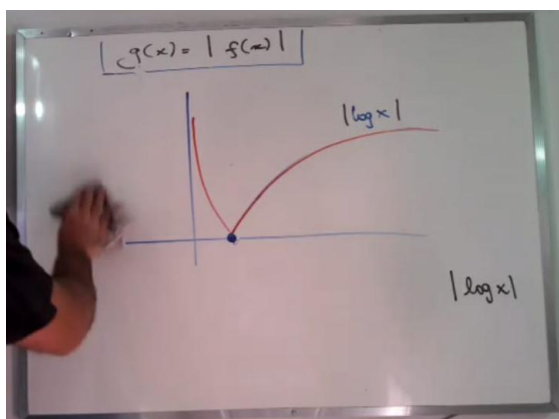 g(x) = | f(x) |
|log x|
|log x|